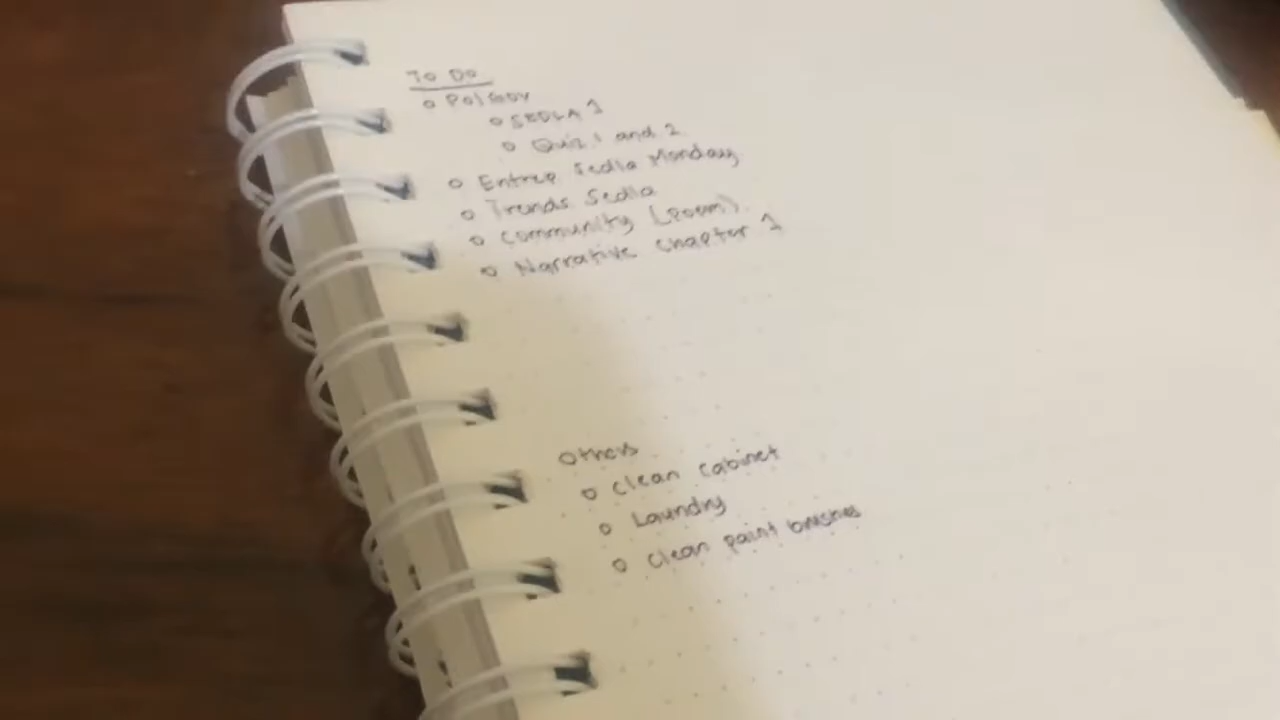 To Do
PolGov
SEDLA 1
Quiz 1 and 2
Entrep Sedla Monday
Trends Sedla
Community (Poem)
Narrative Chapter 1
Others
Clean Cabinet
Laundry
Clean paint brushes